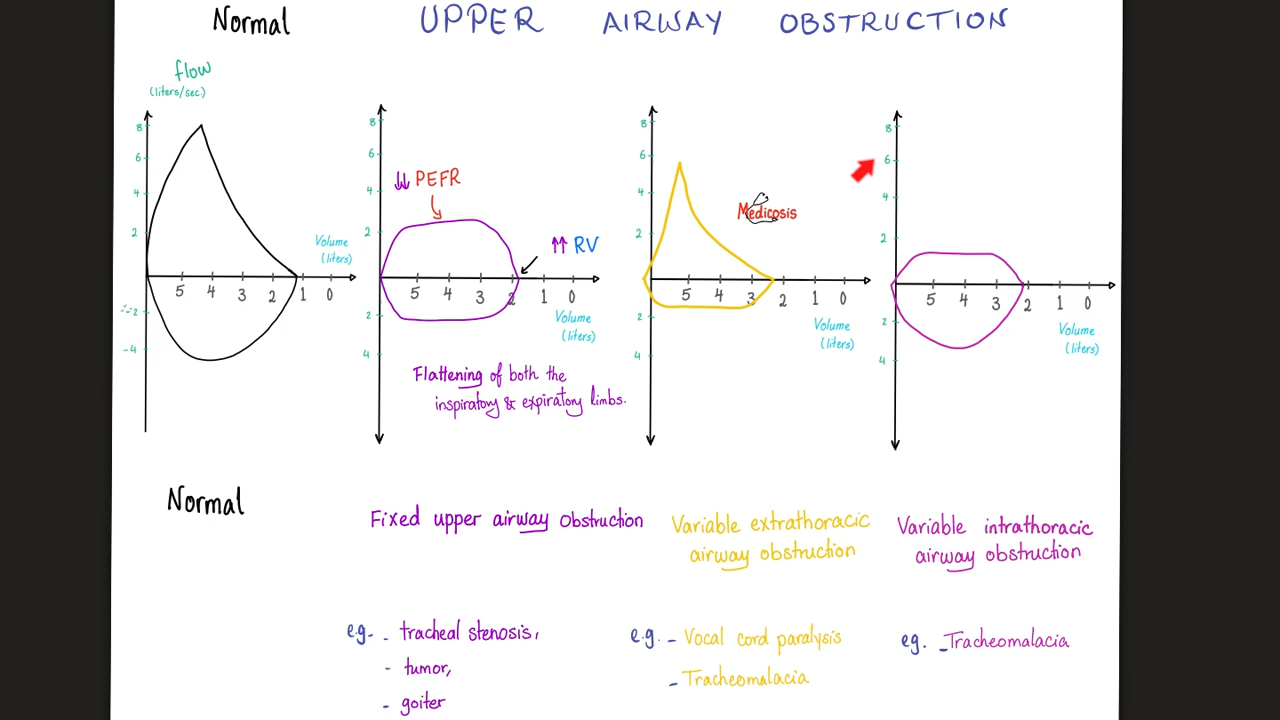 Normal
UPPER AIRWAY OBSTRUCTION
flow
(liters/sec.)
8
6
4
2
-2
-4
5 4 3 2 1 0
Volume
(liters)
8
6
4
2
2
4
5 4 3 2 1 0
↓↓ PEFR
↑↑ RV
Volume
(liters)
Flattening of both the
inspiratory & expiratory limbs.
8
6
4
2
2
4
5 4 3 2 1 0
Medicosis
Volume
(liters)
8
6
4
2
2
4
5 4 3 2 1 0
Volume
(liters)
Normal
Fixed upper airway obstruction
Variable extrathoracic
airway obstruction
Variable intrathoracic
airway obstruction
e.g. - tracheal stenosis,
- tumor,
- goiter
e.g. - Vocal cord paralysis
- Tracheomalacia
eg. - Tracheomalacia